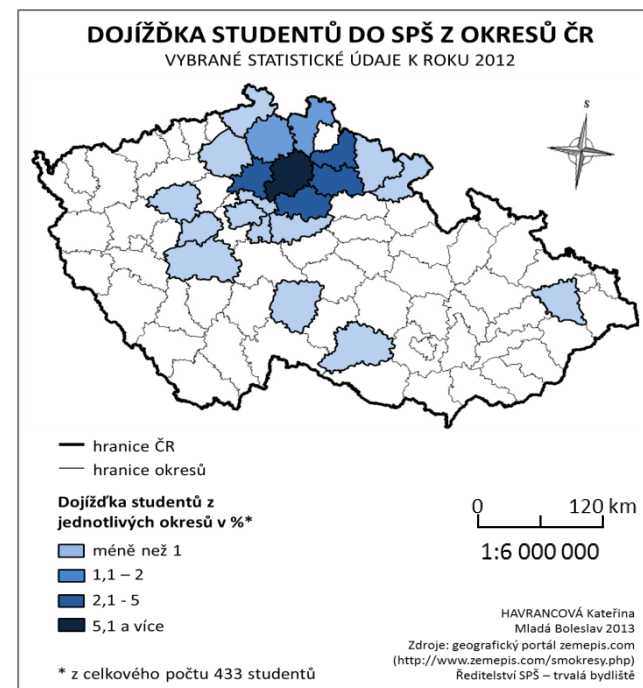 DOJÍŽĎKA STUDENTŮ DO SPŠ Z OKRESŮ ČR
VYBRANÉ STATISTICKÉ ÚDAJE K ROKU 2012
S
hranice ČR
hranice okresů
Dojížďka studentů z
jednotlivých okresů v %*
méně než 1
1,1 – 2
2,1 - 5
5,1 a více
* z celkového počtu 433 studentů
0 120 km
1:6 000 000
HAVRANCOVÁ Kateřina
Mladá Boleslav 2013
Zdroje: geografický portál zemepis.com
(http://www.zemepis.com/smokresy.php)
Ředitelství SPŠ – trvalá bydliště